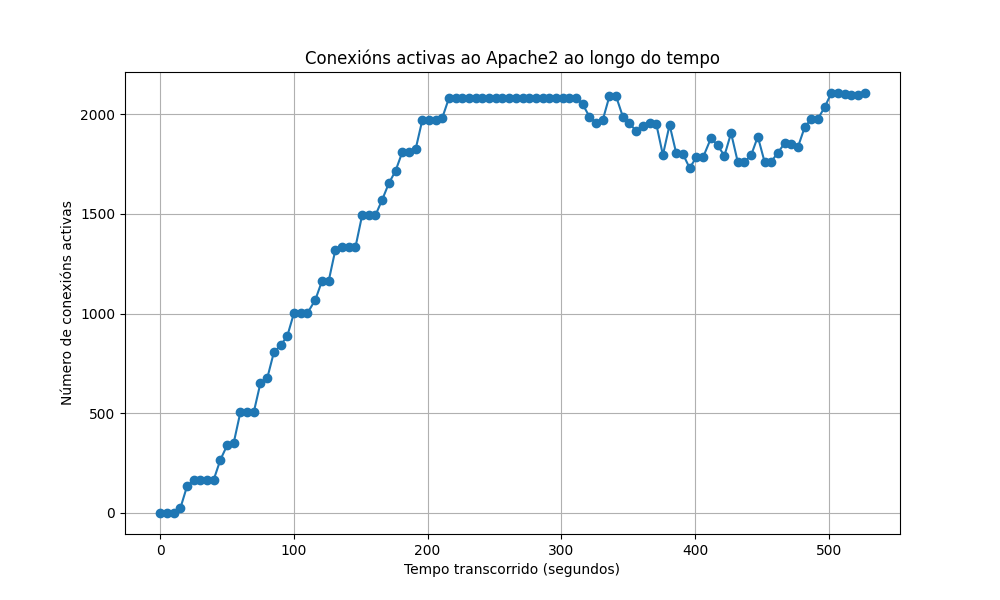 Conexións activas ao Apache2 ao longo do tempo
Número de conexións activas
2000
1500
1000
500
0
0 100 200 300 400 500
Tempo transcorrido (segundos)